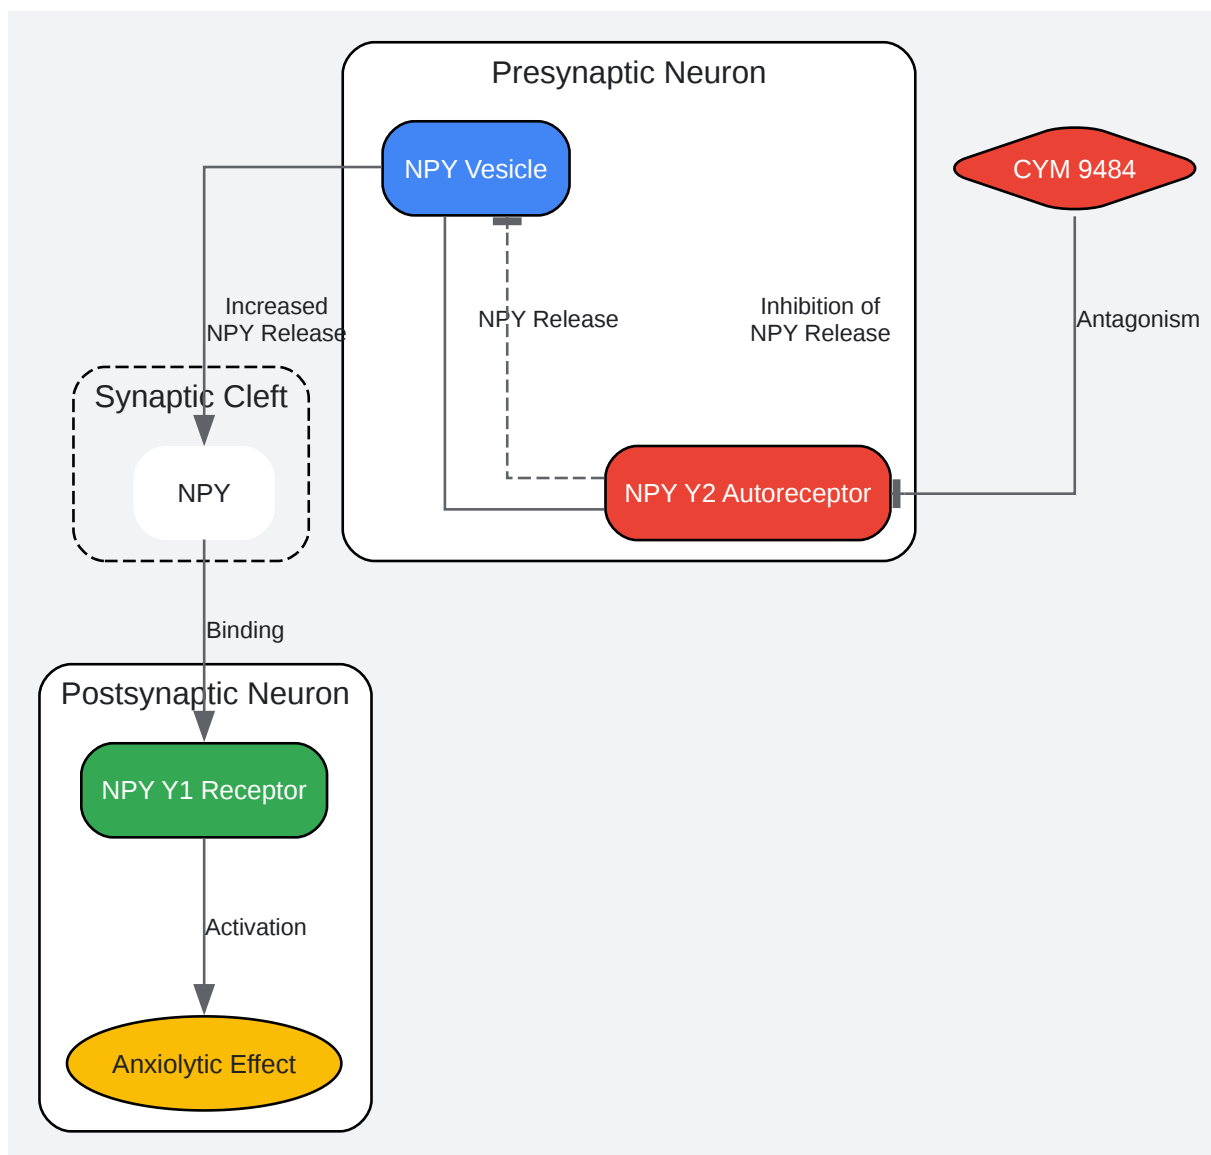 Presynaptic Neuron
NPY Vesicle
CYM 9484
Increased
NPY Release
NPY Release
Inhibition of
NPY Release
Antagonism
Synaptic Cleft
NPY
NPY Y2 Autoreceptor
Binding
Postsynaptic Neuron
NPY Y1 Receptor
Activation
Anxiolytic Effect